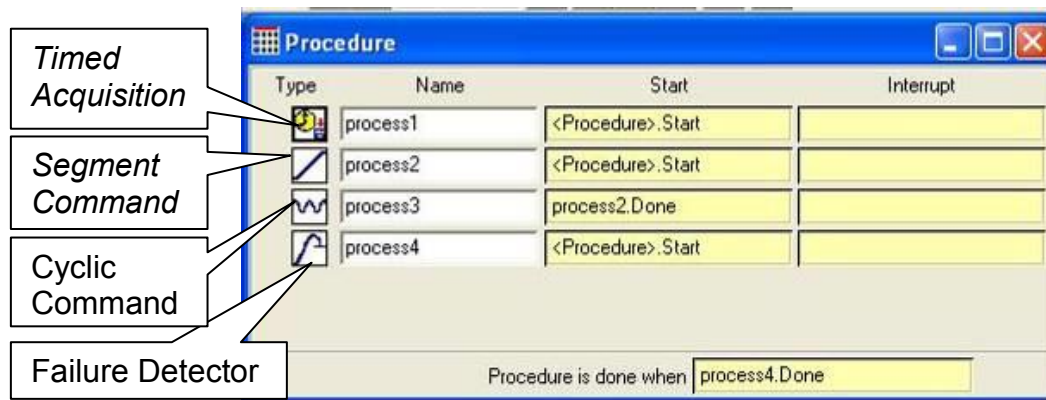 Timed
Acquisition
Segment
Command
Cyclic
Command
Failure Detector
Procedure
Type Name Start Interrupt
process1 <Procedure>.Start
process2 <Procedure>.Start
process3 process2.Done
process4 <Procedure>.Start
Procedure is done when process4.Done